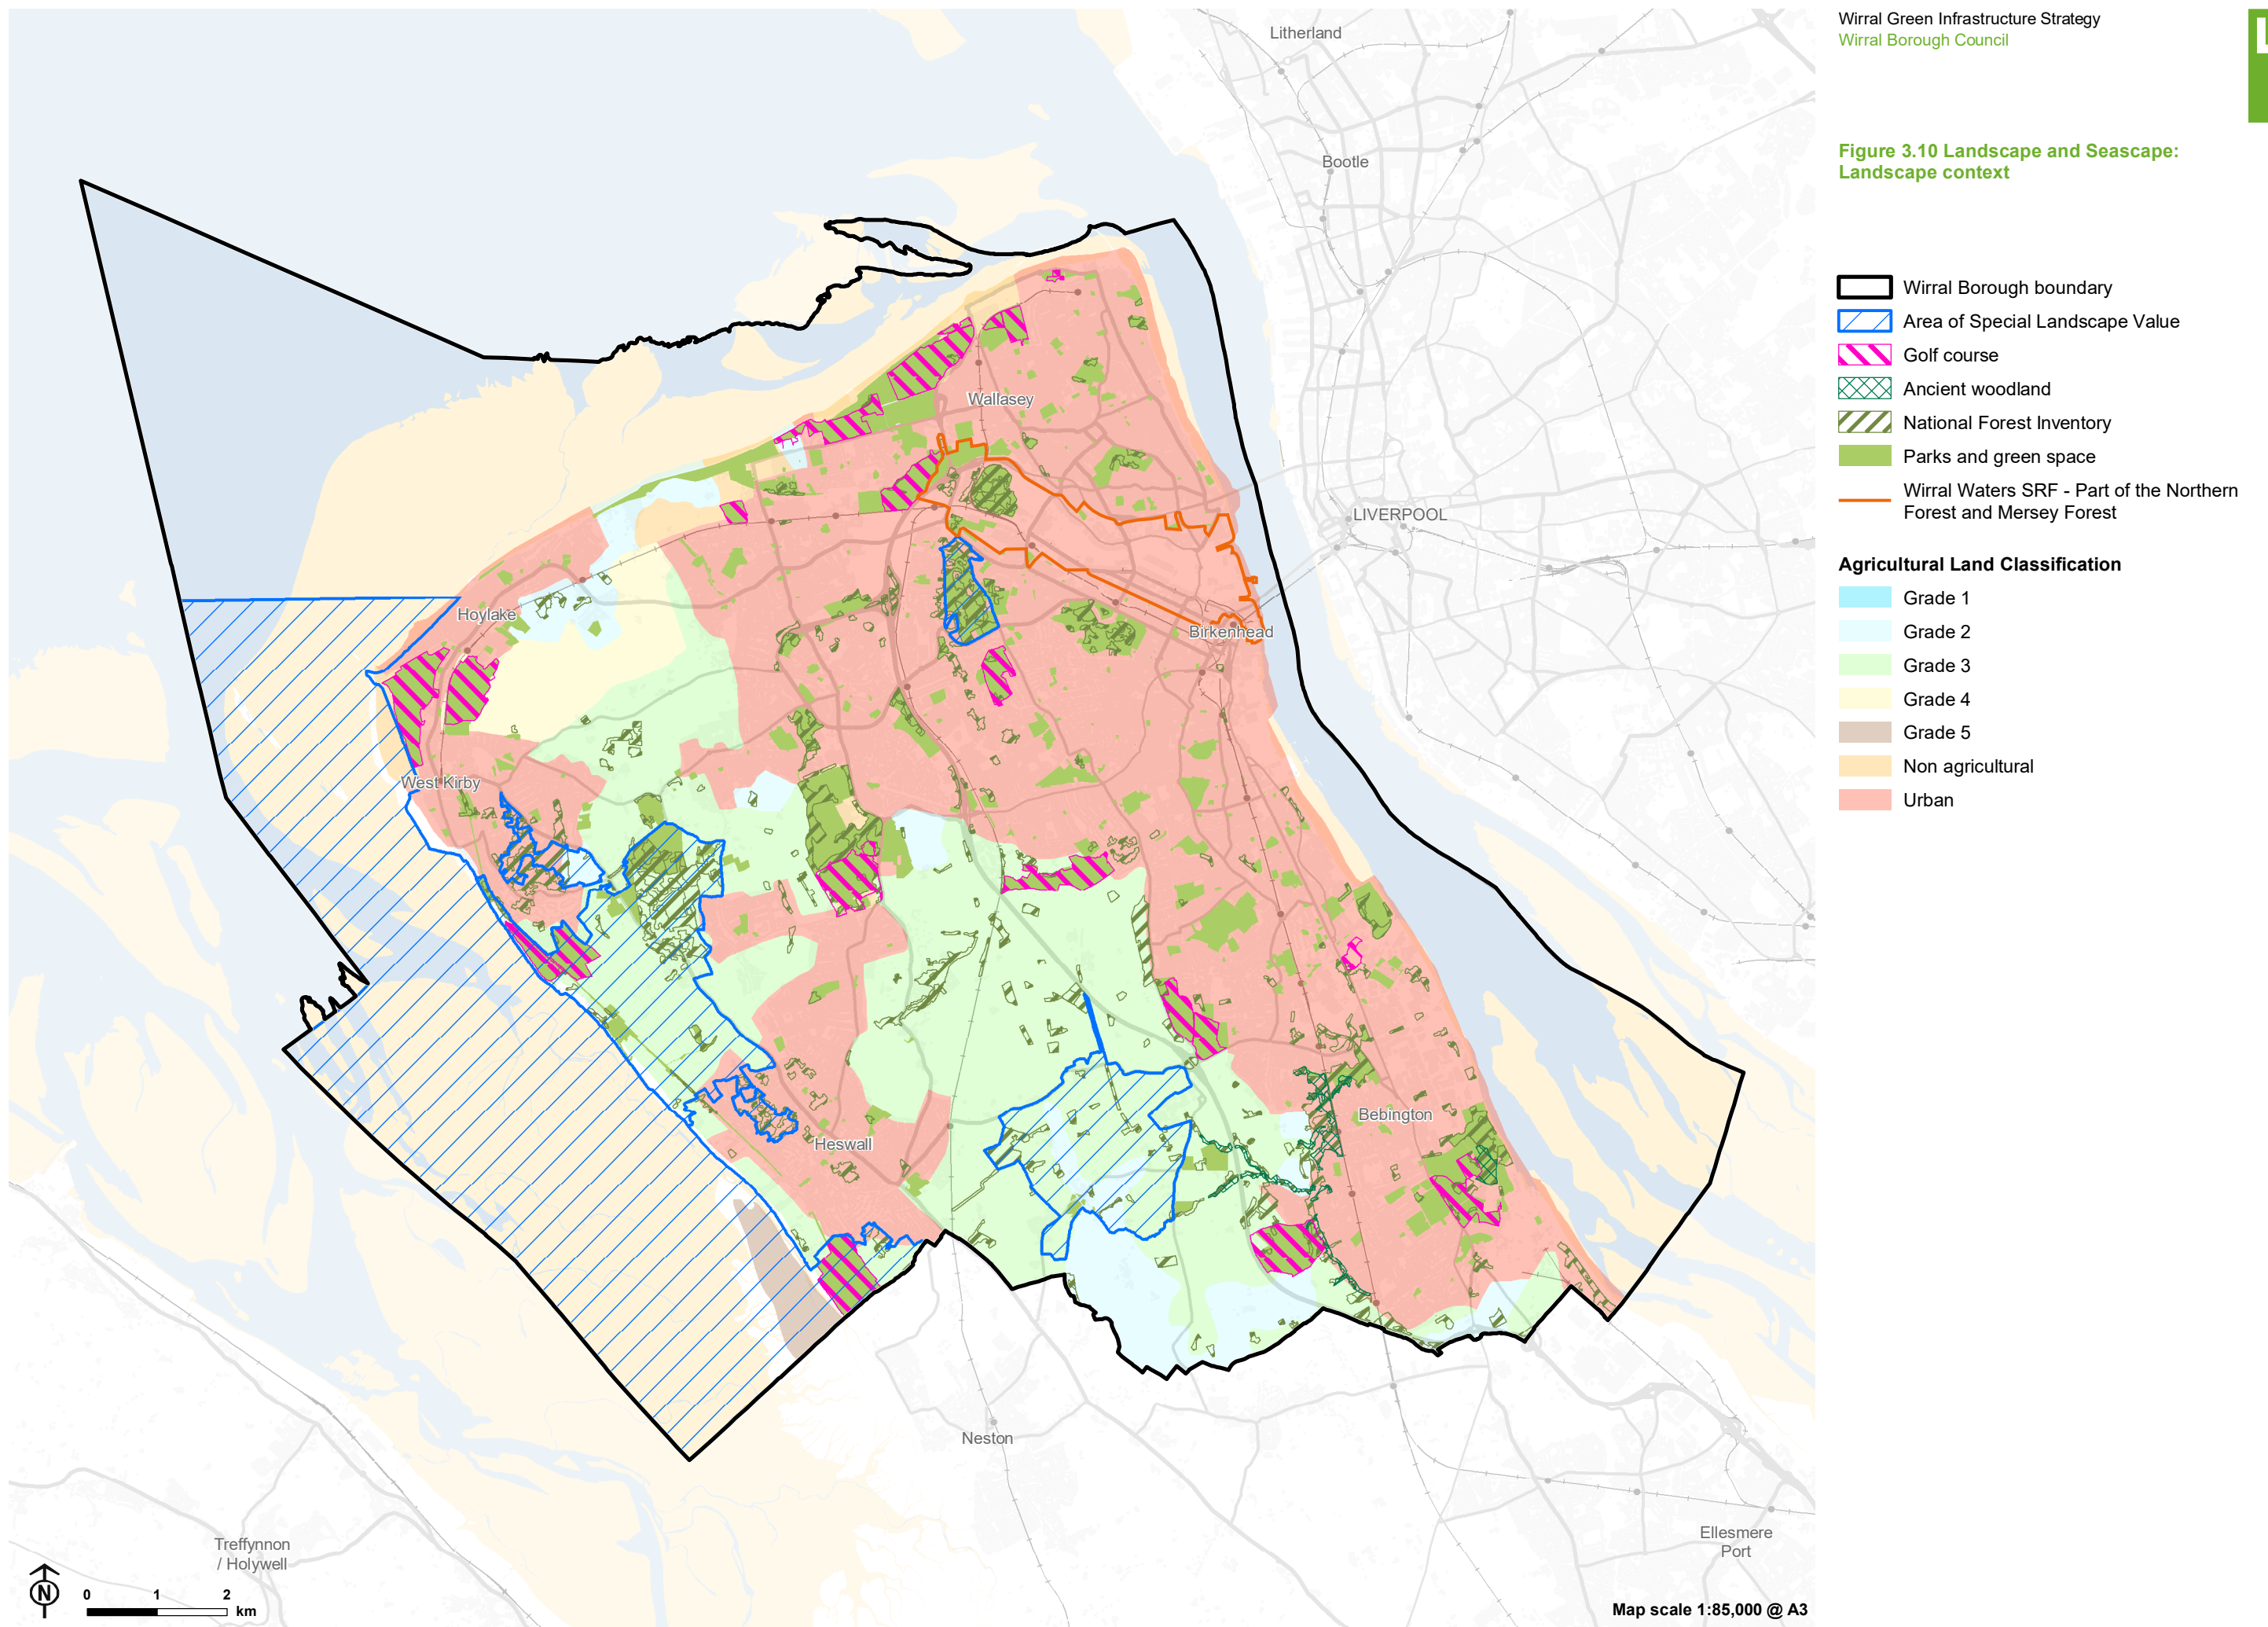 Wirral Green Infrastructure Strategy
Wirral Borough Council
Figure 3.10 Landscape and Seascape:
Landscape context
Wirral Borough boundary
Area of Special Landscape Value
Golf course
Ancient woodland
National Forest Inventory
Parks and green space
Wirral Waters SRF - Part of the Northern
Forest and Mersey Forest
Agricultural Land Classification
Grade 1
Grade 2
Grade 3
Grade 4
Grade 5
Non agricultural
Urban
Litherland
Bootle
Wallasey
LIVERPOOL
Hoylake
Birkenhead
West Kirby
Bebington
Heswall
Neston
Ellesmere
Port
Treffynnon
/ Holywell
N
0 1 2
km
Map scale 1:85,000 @ A3